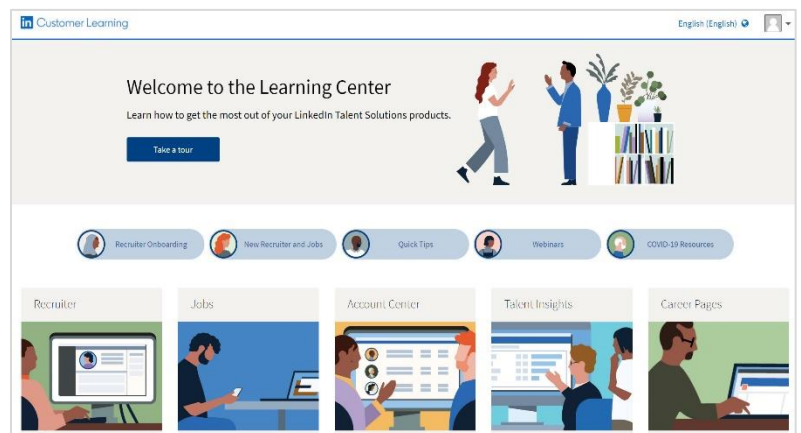 in Customer Learning
English (English)
Welcome to the Learning Center
Learn how to get the most out of your LinkedIn Talent Solutions products.
Take a tour
Recruiter Onboarding
New Recruiter and Jobs
Quick Tips
Webinars
COVID-19 Resources
Recruiter
Jobs
Account Center
Talent Insights
Career Pages